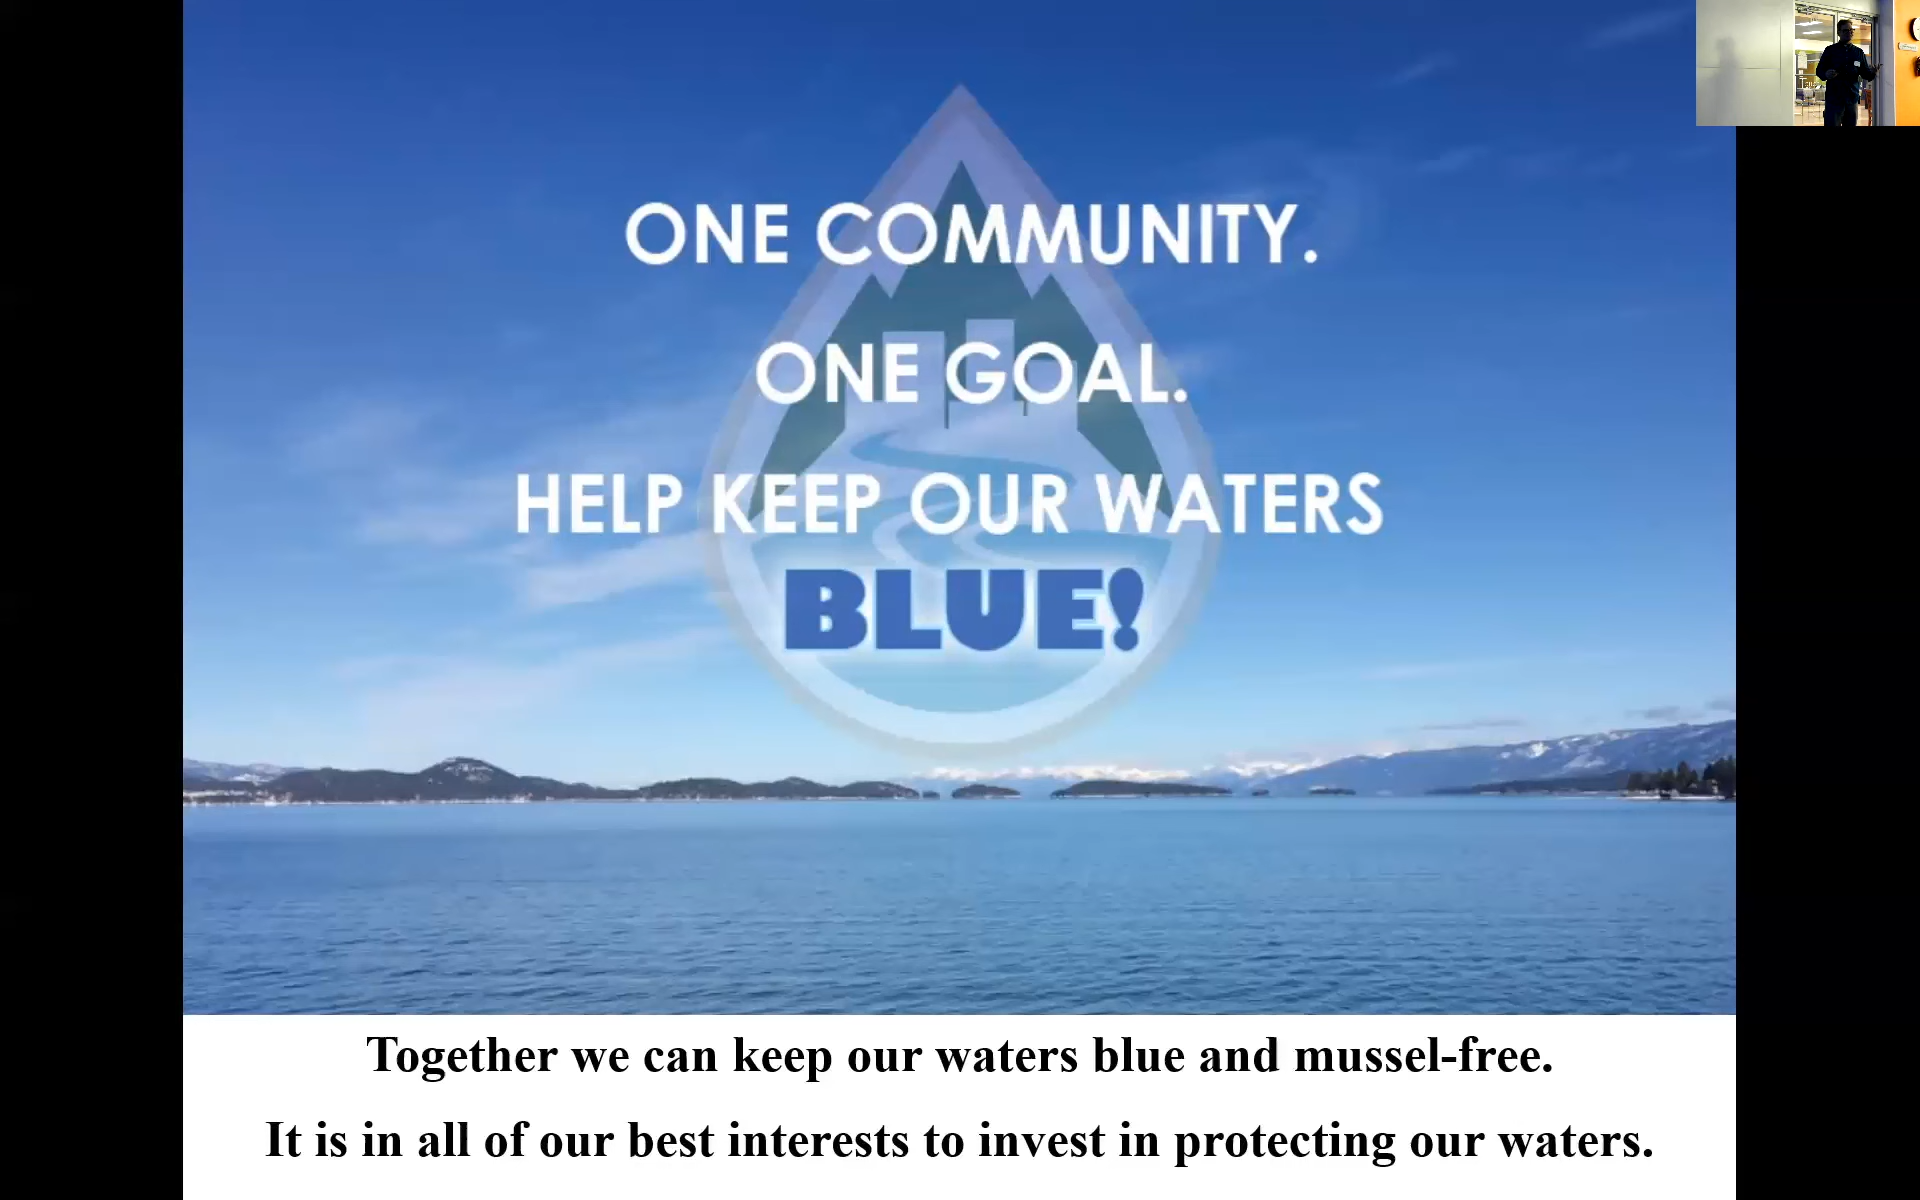 ONE COMMUNITY.
ONE GOAL.
HELP KEEP OUR WATERS
BLUE!
Together we can keep our waters blue and mussel-free.
It is in all of our best interests to invest in protecting our waters.